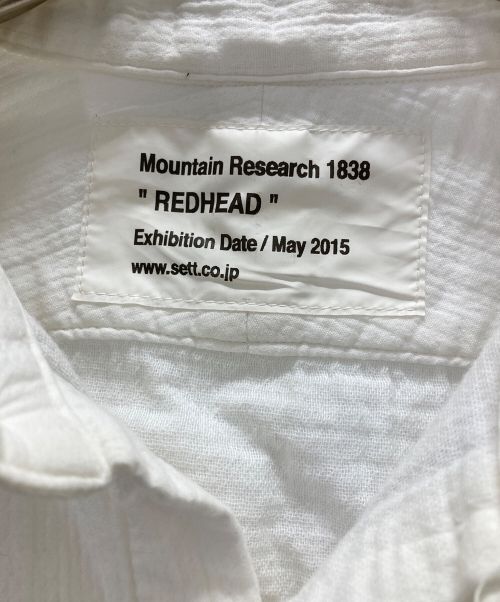 Mountain Research 1838
" REDHEAD "
Exhibition Date / May 2015
www.sett.co.jp